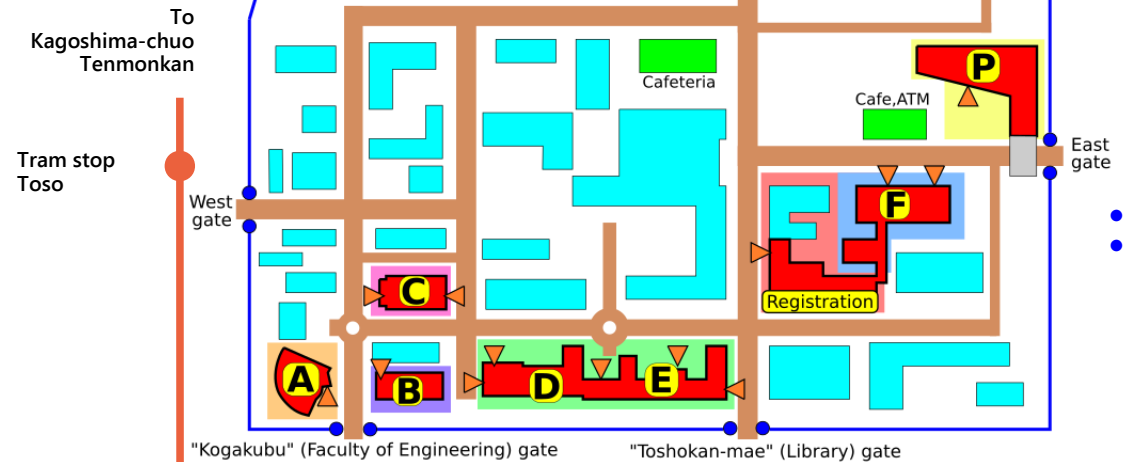 To
Kagoshima-chuo
Tenmonkan
Tram stop
Toso
West
gate
Cafeteria
Cafe,ATM
P
East
gate
F
Registration
C
A
B
D
E
"Kogakubu" (Faculty of Engineering) gate
"Toshokan-mae" (Library) gate